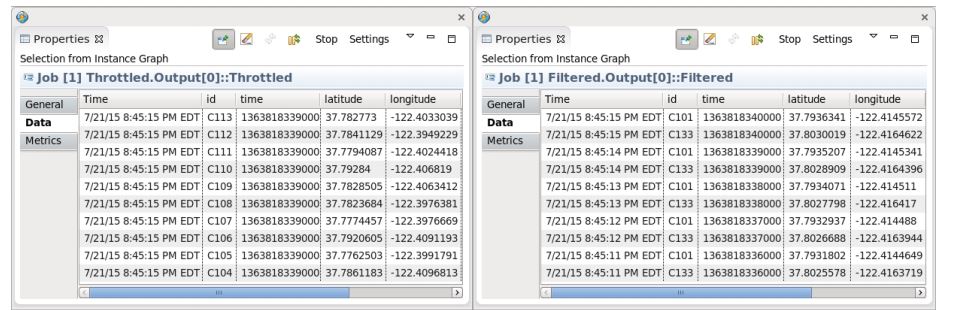 Properties
Stop Settings
Selection from Instance Graph
Job [1] Throttled.Output[0]::Throttled
General
Data
Metrics
Time id time latitude longitude
7/21/15 8:45:15 PM EDT C113 1363818339000 37.782773 -122.4033039
7/21/15 8:45:15 PM EDT C112 1363818339000 37.7841129 -122.3949229
7/21/15 8:45:15 PM EDT C111 1363818339000 37.7794087 -122.4024418
7/21/15 8:45:15 PM EDT C110 1363818339000 37.79284 -122.406819
7/21/15 8:45:15 PM EDT C109 1363818339000 37.7828505 -122.4063412
7/21/15 8:45:15 PM EDT C108 1363818339000 37.7823684 -122.3976381
7/21/15 8:45:15 PM EDT C107 1363818339000 37.7774457 -122.3976669
7/21/15 8:45:15 PM EDT C106 1363818339000 37.7920605 -122.4091193
7/21/15 8:45:15 PM EDT C105 1363818339000 37.7762503 -122.3991791
7/21/15 8:45:15 PM EDT C104 1363818339000 37.7861183 -122.4096813
Properties
Stop Settings
Selection from Instance Graph
Job [1] Filtered.Output[0]::Filtered
General
Data
Metrics
Time id time latitude longitude
7/21/15 8:45:15 PM EDT C101 1363818340000 37.7936341 -122.4145572
7/21/15 8:45:15 PM EDT C133 1363818340000 37.8030019 -122.4164622
7/21/15 8:45:14 PM EDT C101 1363818339000 37.7935207 -122.4145341
7/21/15 8:45:14 PM EDT C133 1363818339000 37.8028909 -122.4164396
7/21/15 8:45:13 PM EDT C101 1363818338000 37.7934071 -122.414511
7/21/15 8:45:13 PM EDT C133 1363818338000 37.8027798 -122.416417
7/21/15 8:45:12 PM EDT C101 1363818337000 37.7932937 -122.414488
7/21/15 8:45:12 PM EDT C133 1363818337000 37.8026688 -122.4163944
7/21/15 8:45:11 PM EDT C101 1363818336000 37.7931802 -122.4144649
7/21/15 8:45:11 PM EDT C133 1363818336000 37.8025578 -122.4163719